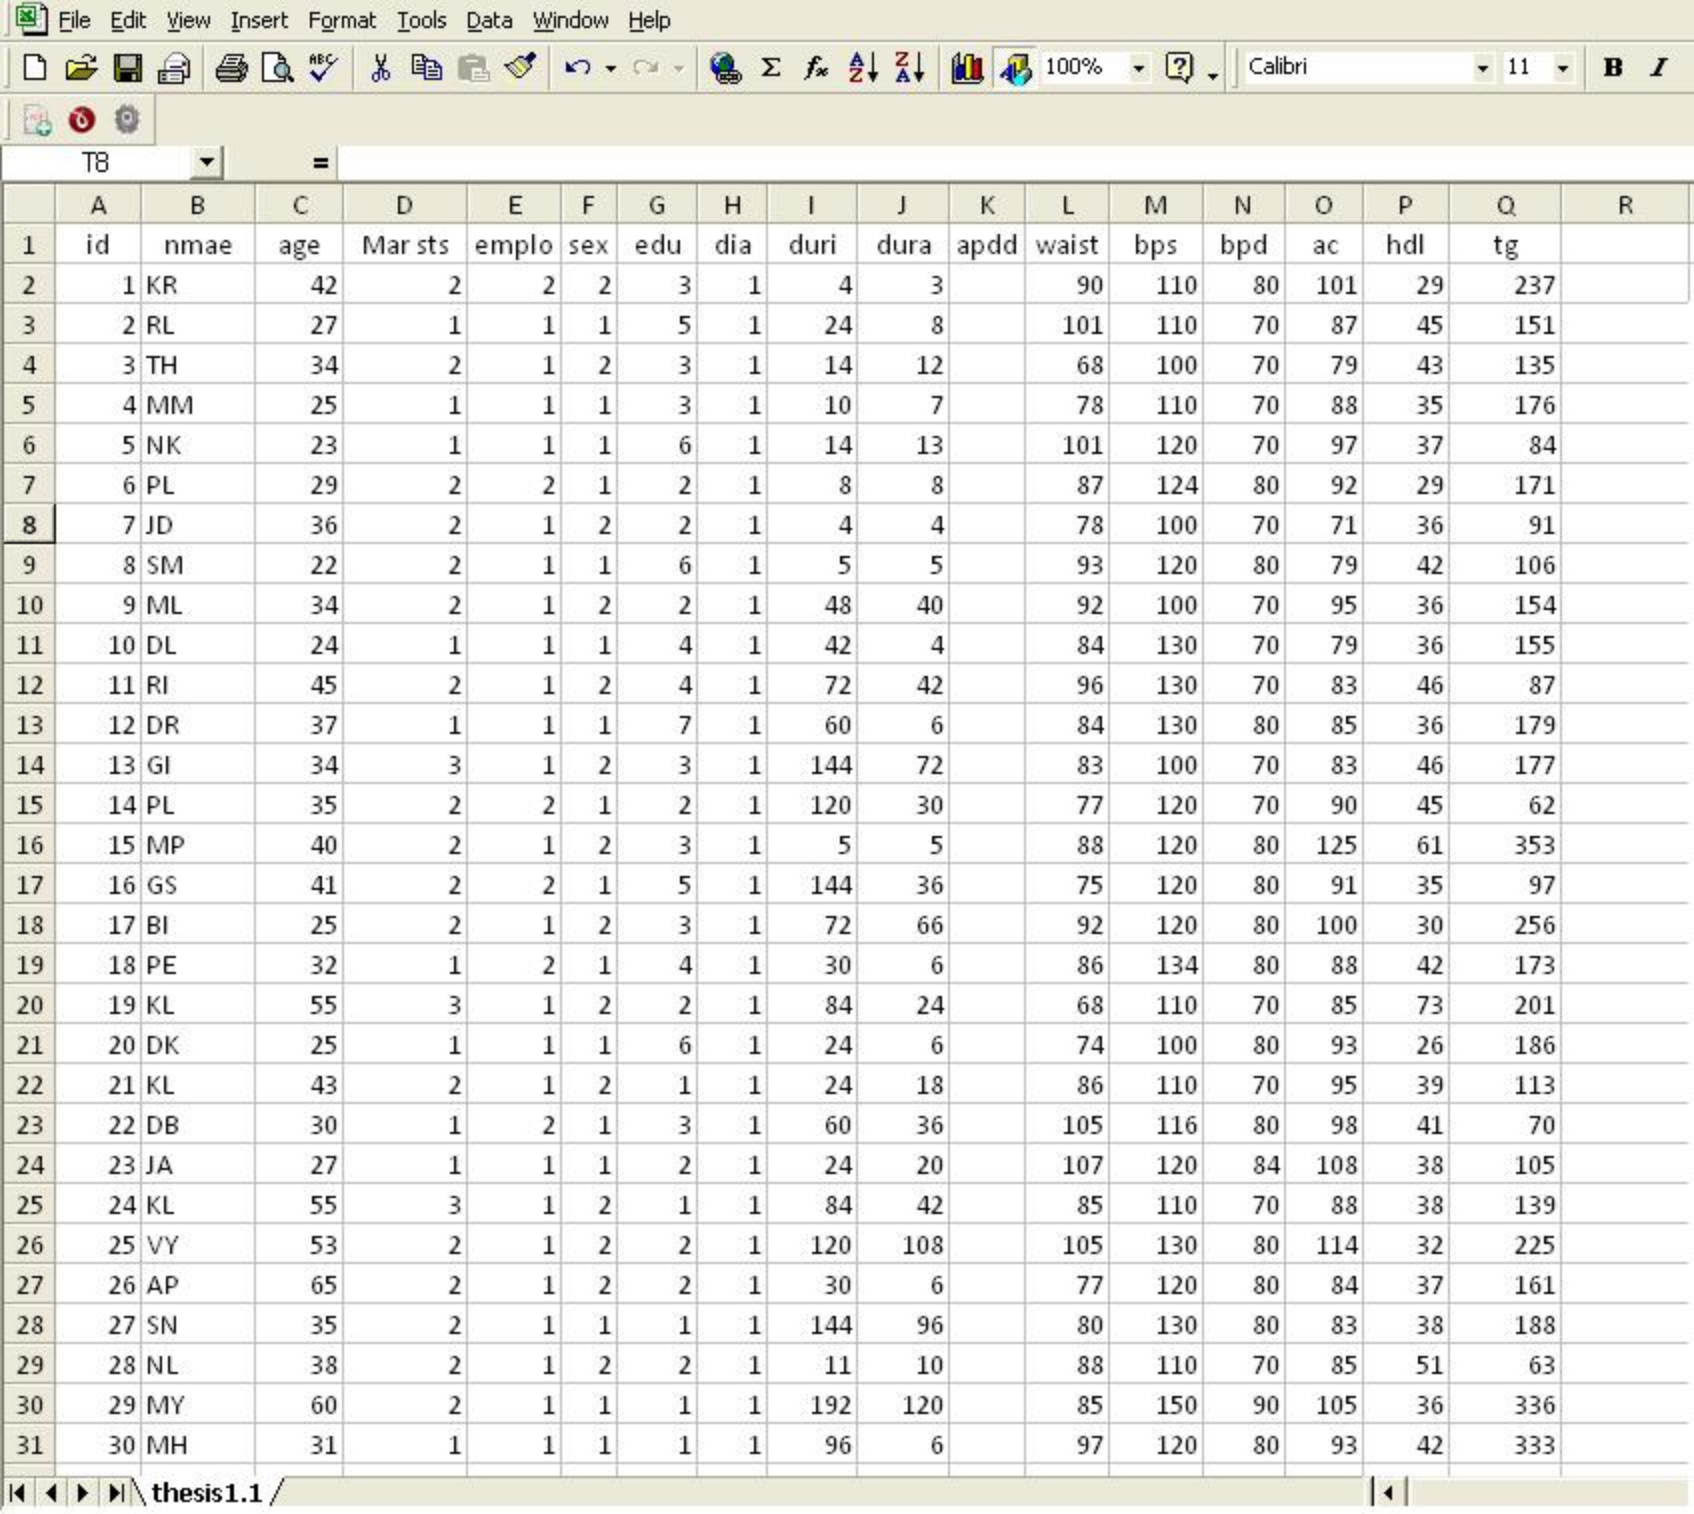 File Edit View Insert Format Tools Data Window Help
ABC Σ fx A Z Z A 100% ? Calibri 11 B I
T8 =
A B C D E F G H I J K L M N O P Q R
1 id nmae age Mar sts emplo sex edu dia duri dura apdd waist bps bpd ac hdl tg
2 1 KR 42 2 2 2 3 1 4 3 90 110 80 101 29 237
3 2 RL 27 1 1 1 5 1 24 8 101 110 70 87 45 151
4 3 TH 34 2 1 2 3 1 14 12 68 100 70 79 43 135
5 4 MM 25 1 1 1 3 1 10 7 78 110 70 88 35 176
6 5 NK 23 1 1 1 6 1 14 13 101 120 70 97 37 84
7 6 PL 29 2 2 1 2 1 8 8 87 124 80 92 29 171
8 7 JD 36 2 1 2 2 1 4 4 78 100 70 71 36 91
9 8 SM 22 2 1 1 6 1 5 5 93 120 80 79 42 106
10 9 ML 34 2 1 2 2 1 48 40 92 100 70 95 36 154
11 10 DL 24 1 1 1 4 1 42 4 84 130 70 79 36 155
12 11 RI 45 2 1 2 4 1 72 42 96 130 70 83 46 87
13 12 DR 37 1 1 1 7 1 60 6 84 130 80 85 36 179
14 13 GI 34 3 1 2 3 1 144 72 83 100 70 83 46 177
15 14 PL 35 2 2 1 2 1 120 30 77 120 70 90 45 62
16 15 MP 40 2 1 2 3 1 5 5 88 120 80 125 61 353
17 16 GS 41 2 2 1 5 1 144 36 75 120 80 91 35 97
18 17 BI 25 2 1 2 3 1 72 66 92 120 80 100 30 256
19 18 PE 32 1 2 1 4 1 30 6 86 134 80 88 42 173
20 19 KL 55 3 1 2 2 1 84 24 68 110 70 85 73 201
21 20 DK 25 1 1 1 6 1 24 6 74 100 80 93 26 186
22 21 KL 43 2 1 2 1 1 24 18 86 110 70 95 39 113
23 22 DB 30 1 2 1 3 1 60 36 105 116 80 98 41 70
24 23 JA 27 1 1 1 2 1 24 20 107 120 84 108 38 105
25 24 KL 55 3 1 2 1 1 84 42 85 110 70 88 38 139
26 25 VY 53 2 1 2 2 1 120 108 105 130 80 114 32 225
27 26 AP 65 2 1 2 2 1 30 6 77 120 80 84 37 161
28 27 SN 35 2 1 1 1 1 144 96 80 130 80 83 38 188
29 28 NL 38 2 1 2 2 1 11 10 88 110 70 85 51 63
30 29 MY 60 2 1 1 1 1 192 120 85 150 90 105 36 336
31 30 MH 31 1 1 1 1 1 96 6 97 120 80 93 42 333
thesis1.1